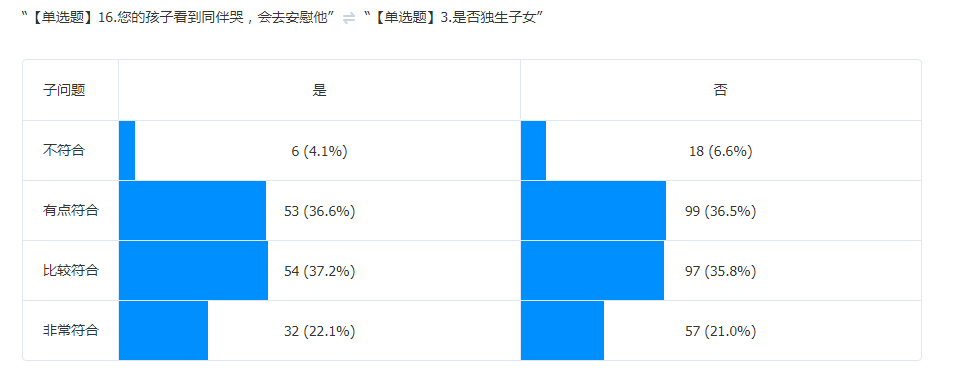 “【单选题】16.您的孩子看到同伴哭，会去安慰他” ⇌ “【单选题】3.是否独生子女”
子问题 是 否
不符合 6 (4.1%) 18 (6.6%)
有点符合 53 (36.6%) 99 (36.5%)
比较符合 54 (37.2%) 97 (35.8%)
非常符合 32 (22.1%) 57 (21.0%)